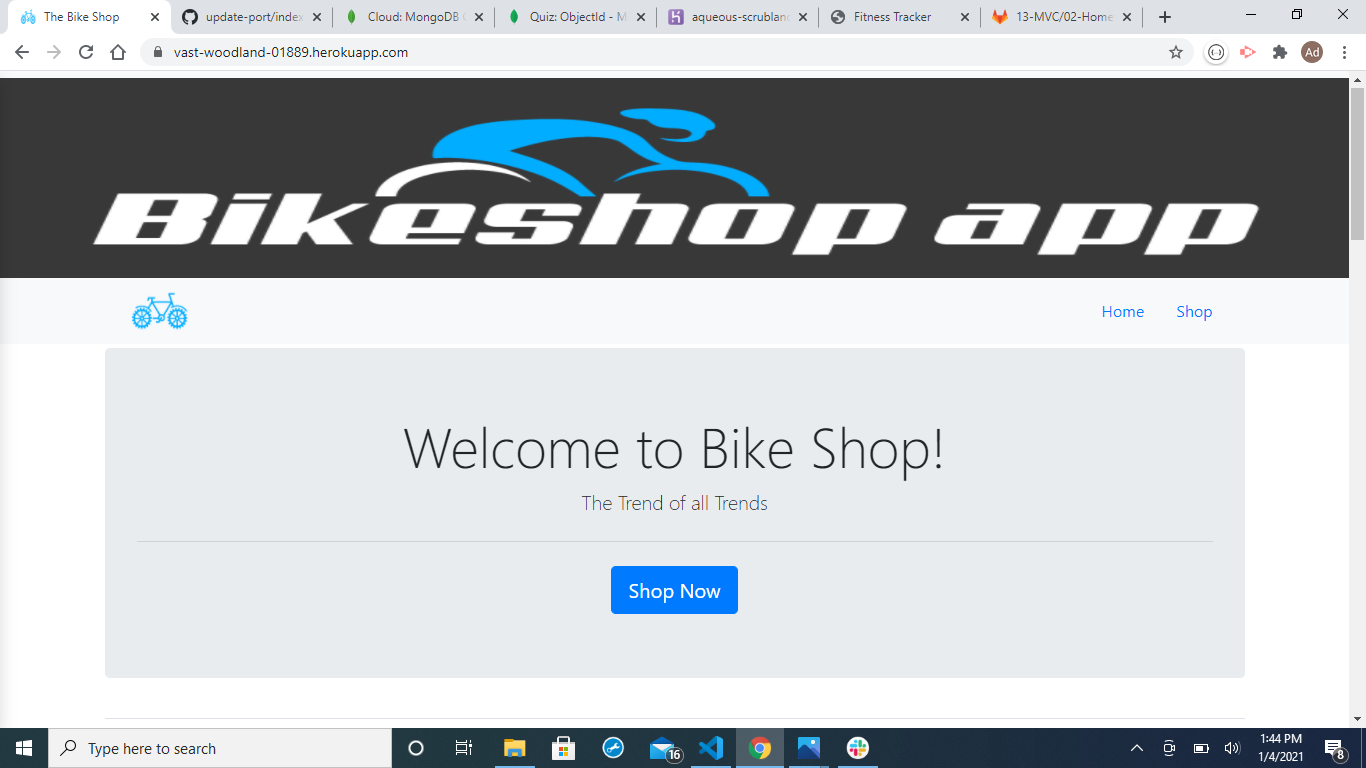 The Bike Shop
update-port/index
Cloud: MongoDB
Quiz: ObjectId - M
aqueous-scrubland
Fitness Tracker
13-MVC/02-Home
vast-woodland-01889.herokuapp.com
Ad
Bikeshop app
Home Shop
Welcome to Bike Shop!
The Trend of all Trends
Shop Now
Type here to search
16
1:44 PM
1/4/2021
8